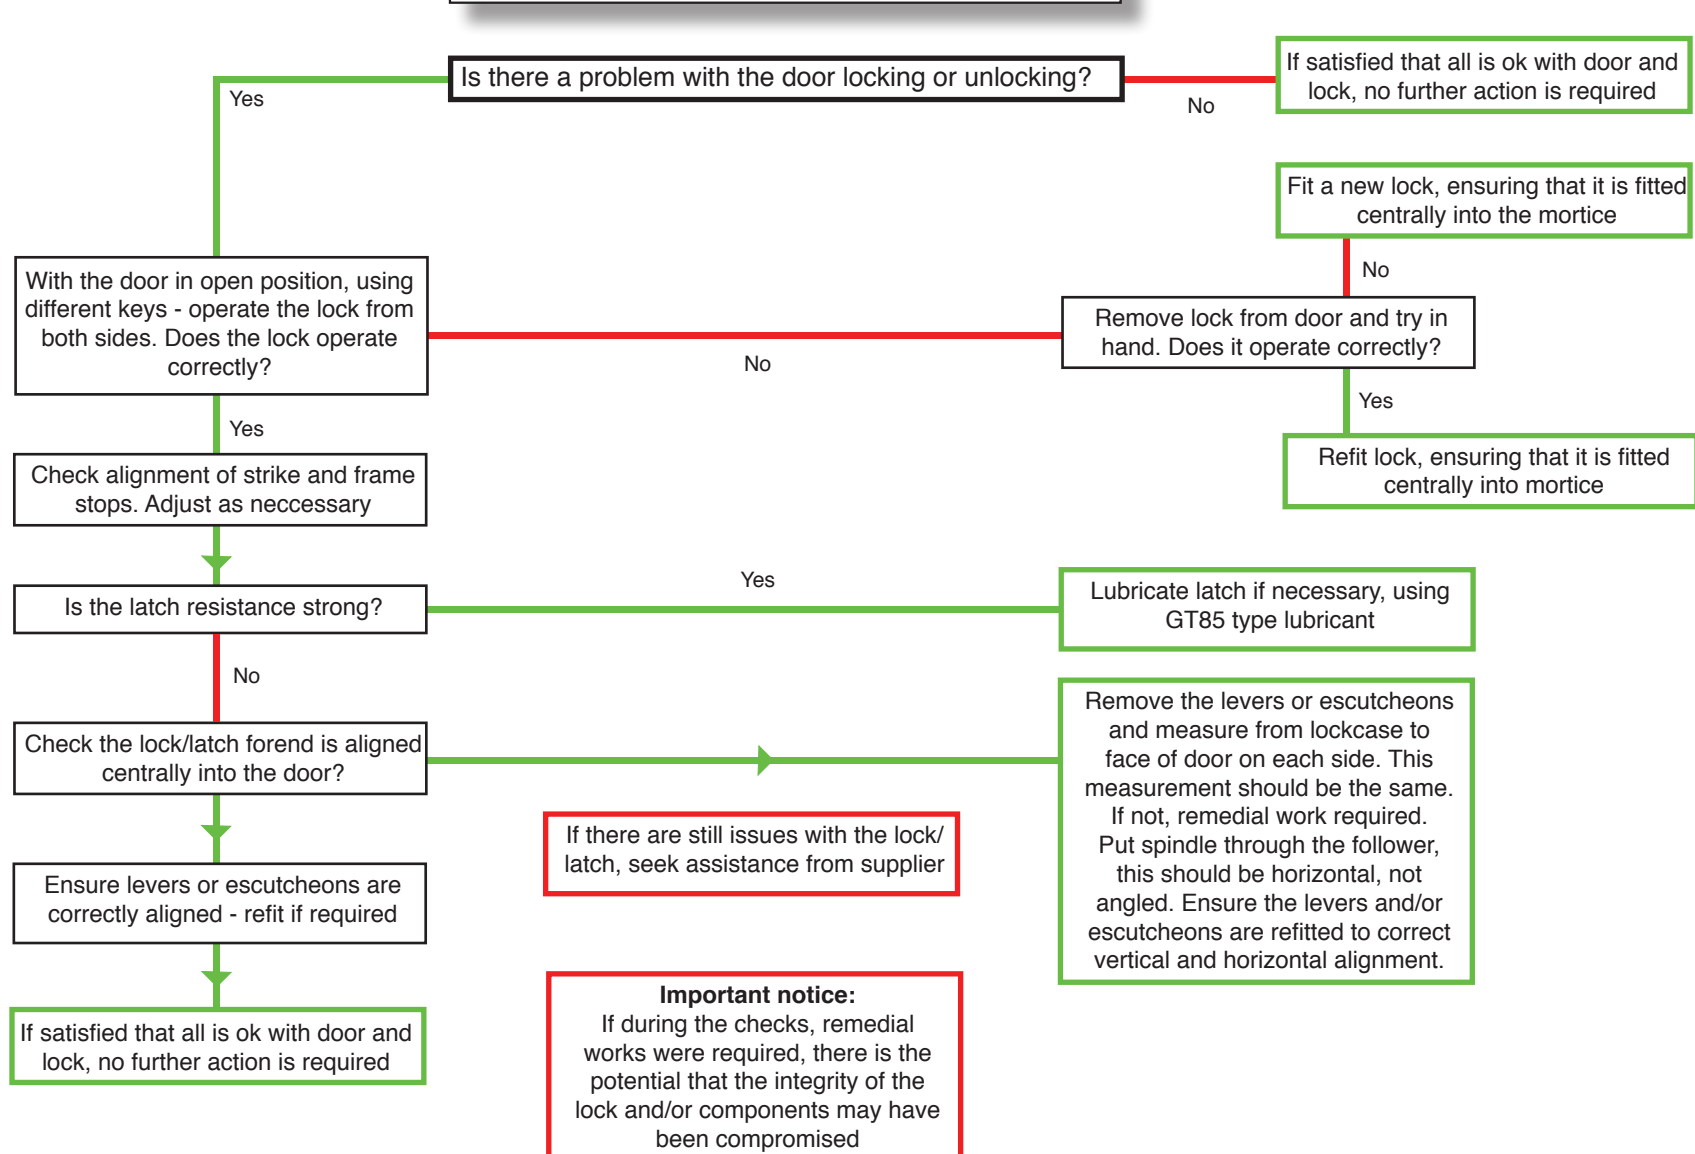 Is there a problem with the door locking or unlocking?
Yes
No
If satisfied that all is ok with door and
lock, no further action is required
Fit a new lock, ensuring that it is fitted
centrally into the mortice
No
With the door in open position, using
different keys - operate the lock from
both sides. Does the lock operate
correctly?
No
Remove lock from door and try in
hand. Does it operate correctly?
Yes
Yes
Refit lock, ensuring that it is fitted
centrally into mortice
Check alignment of strike and frame
stops. Adjust as neccessary
Is the latch resistance strong?
Yes
Lubricate latch if necessary, using
GT85 type lubricant
No
Check the lock/latch forend is aligned
centrally into the door?
Remove the levers or escutcheons
and measure from lockcase to
face of door on each side. This
measurement should be the same.
If not, remedial work required.
Put spindle through the follower,
this should be horizontal, not
angled. Ensure the levers and/or
escutcheons are refitted to correct
vertical and horizontal alignment.
If there are still issues with the lock/
latch, seek assistance from supplier
Ensure levers or escutcheons are
correctly aligned - refit if required
If satisfied that all is ok with door and
lock, no further action is required
Important notice:
If during the checks, remedial
works were required, there is the
potential that the integrity of the
lock and/or components may have
been compromised